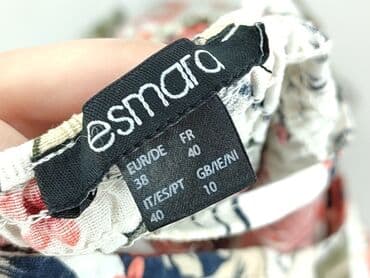 esmara
EUR/DE FR
38 40
IT/ES/PT GB/IE/NI
40 10